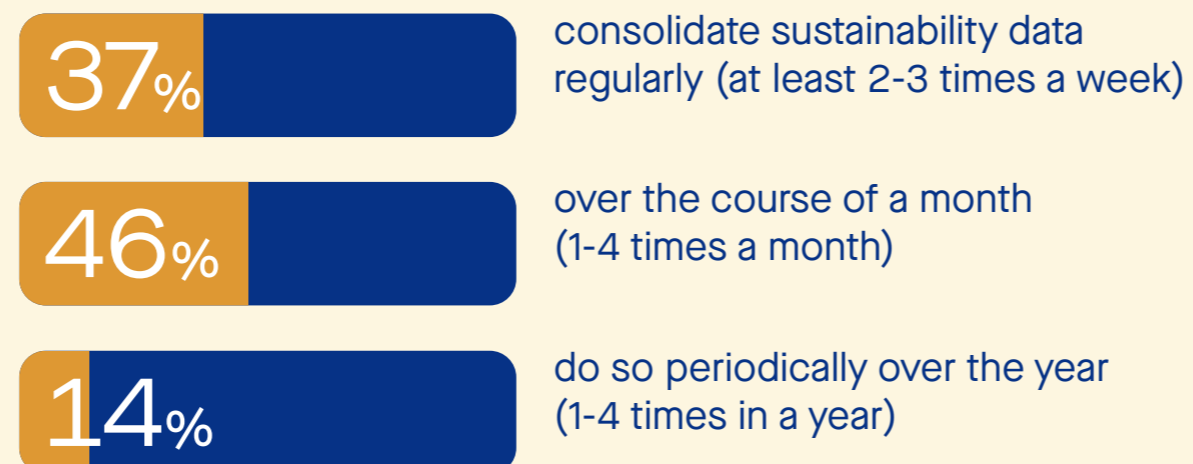 37%
consolidate sustainability data
regularly (at least 2-3 times a week)
46%
over the course of a month
(1-4 times a month)
14%
do so periodically over the year
(1-4 times in a year)